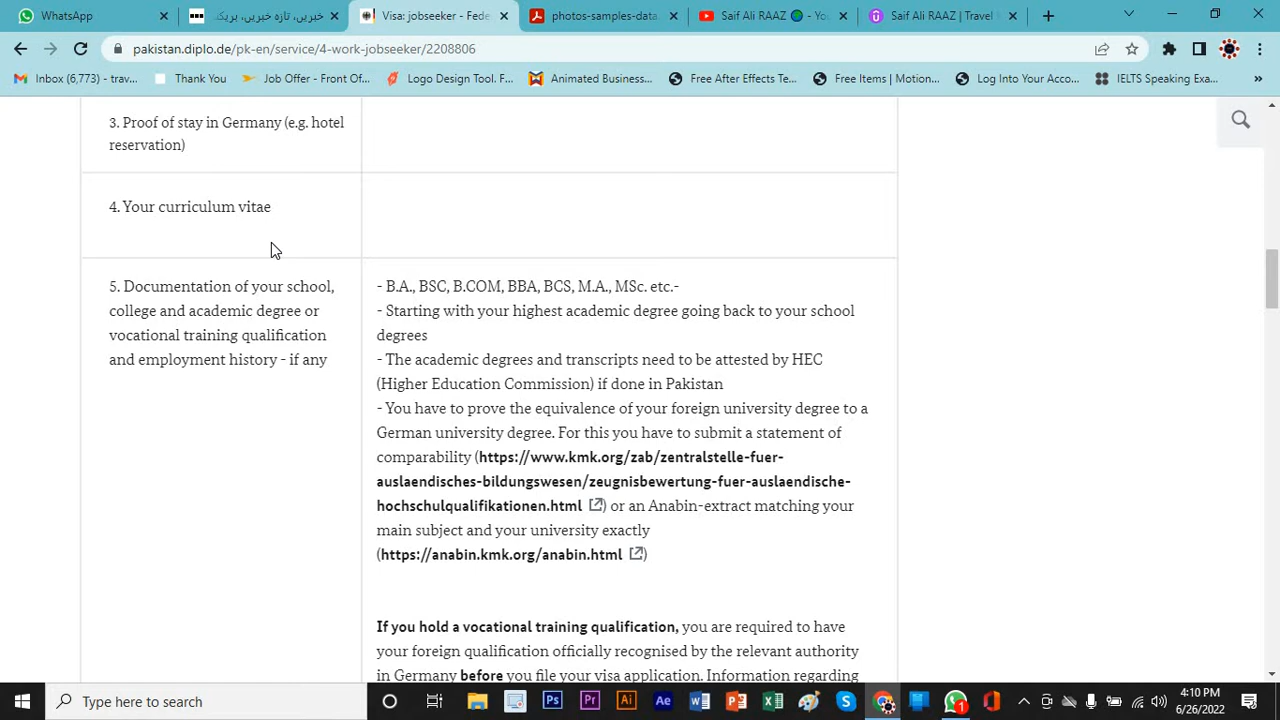 WhatsApp
خبریں، تازہ خبریں، بریک
Visa: jobseeker - Fede
photos-samples-data.
Saif Ali RAAZ - Yo
Saif Ali RAAZ | Travel
pakistan.diplo.de/pk-en/service/4-work-jobseeker/2208806
Inbox (6,773) - trav...
Thank You
Job Offer - Front Of...
Logo Design Tool. F...
Animated Business...
Free After Effects Te...
Free Items | Motion...
Log Into Your Acco...
IELTS Speaking Exa...
3. Proof of stay in Germany (e.g. hotel
reservation)
4. Your curriculum vitae
5. Documentation of your school,
college and academic degree or
vocational training qualification
and employment history - if any
- B.A., BSC, B.COM, BBA, BCS, M.A., MSc. etc.-
- Starting with your highest academic degree going back to your school
degrees
- The academic degrees and transcripts need to be attested by HEC
(Higher Education Commission) if done in Pakistan
- You have to prove the equivalence of your foreign university degree to a
German university degree. For this you have to submit a statement of
comparability (https://www.kmk.org/zab/zentralstelle-fuer-
auslaendisches-bildungswesen/zeugnisbewertung-fuer-auslaendische-
hochschulqualifikationen.html ) or an Anabin-extract matching your
main subject and your university exactly
(https://anabin.kmk.org/anabin.html )
If you hold a vocational training qualification, you are required to have
your foreign qualification officially recognised by the relevant authority
in Germany before you file your visa application. Information regarding
Type here to search
Ps
Pr
Ai
Ae
1
4:10 PM
6/26/2022